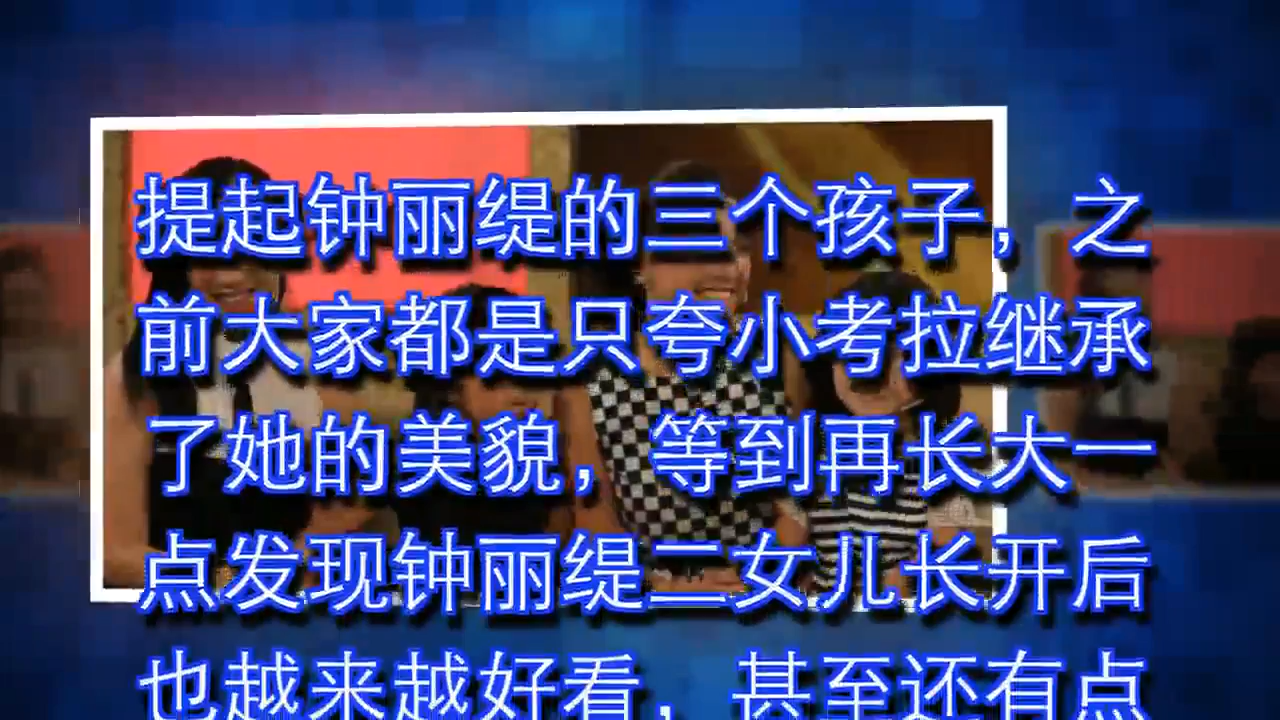 提起钟丽缇的三个孩子，之
前大家都是只夸小考拉继承
了她的美貌，等到再长大一
点发现钟丽缇二女儿长开后
也越来越好看，甚至还有点